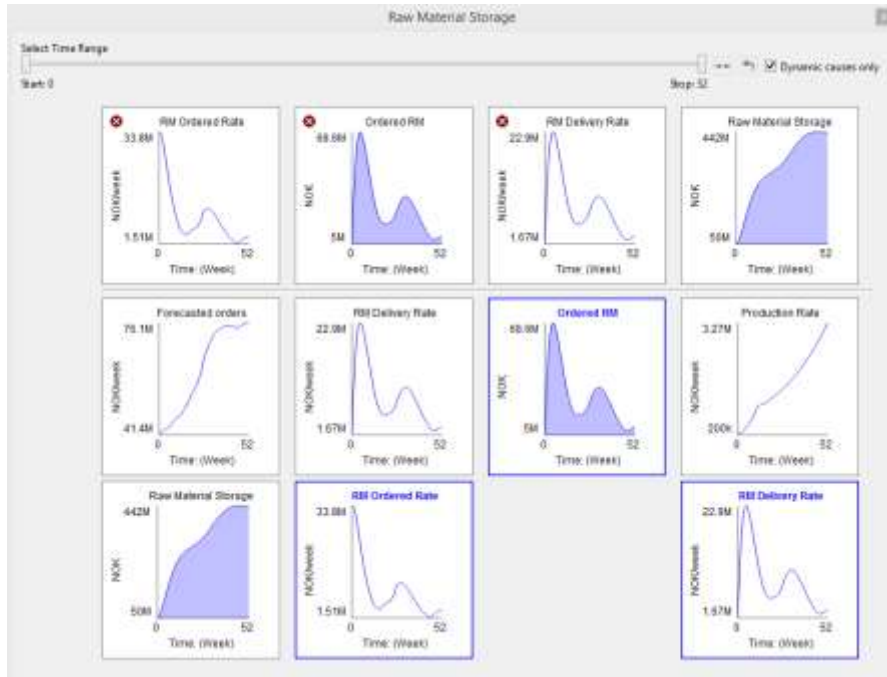 Raw Material Storage
Select Time Range
Start: 0
Stop: 52
Dynamic causes only
RM Ordered Rate
33.8M
NOK/week
1.51M
0
52
Time: (Week)
Ordered RM
68.8M
NOK
5M
0
52
Time: (Week)
RM Delivery Rate
22.9M
NOK/week
1.67M
0
52
Time: (Week)
Raw Material Storage
442M
NOK
50M
0
52
Time: (Week)
Forecasted orders
76.1M
NOK/week
41.4M
0
52
Time: (Week)
RM Delivery Rate
22.9M
NOK/week
1.67M
0
52
Time: (Week)
Ordered RM
68.8M
NOK
5M
0
52
Time: (Week)
Production Rate
3.27M
NOK/week
200k
0
52
Time: (Week)
Raw Material Storage
442M
NOK
50M
0
52
Time: (Week)
RM Ordered Rate
33.8M
NOK/week
1.51M
0
52
Time: (Week)
RM Delivery Rate
22.9M
NOK/week
1.67M
0
52
Time: (Week)